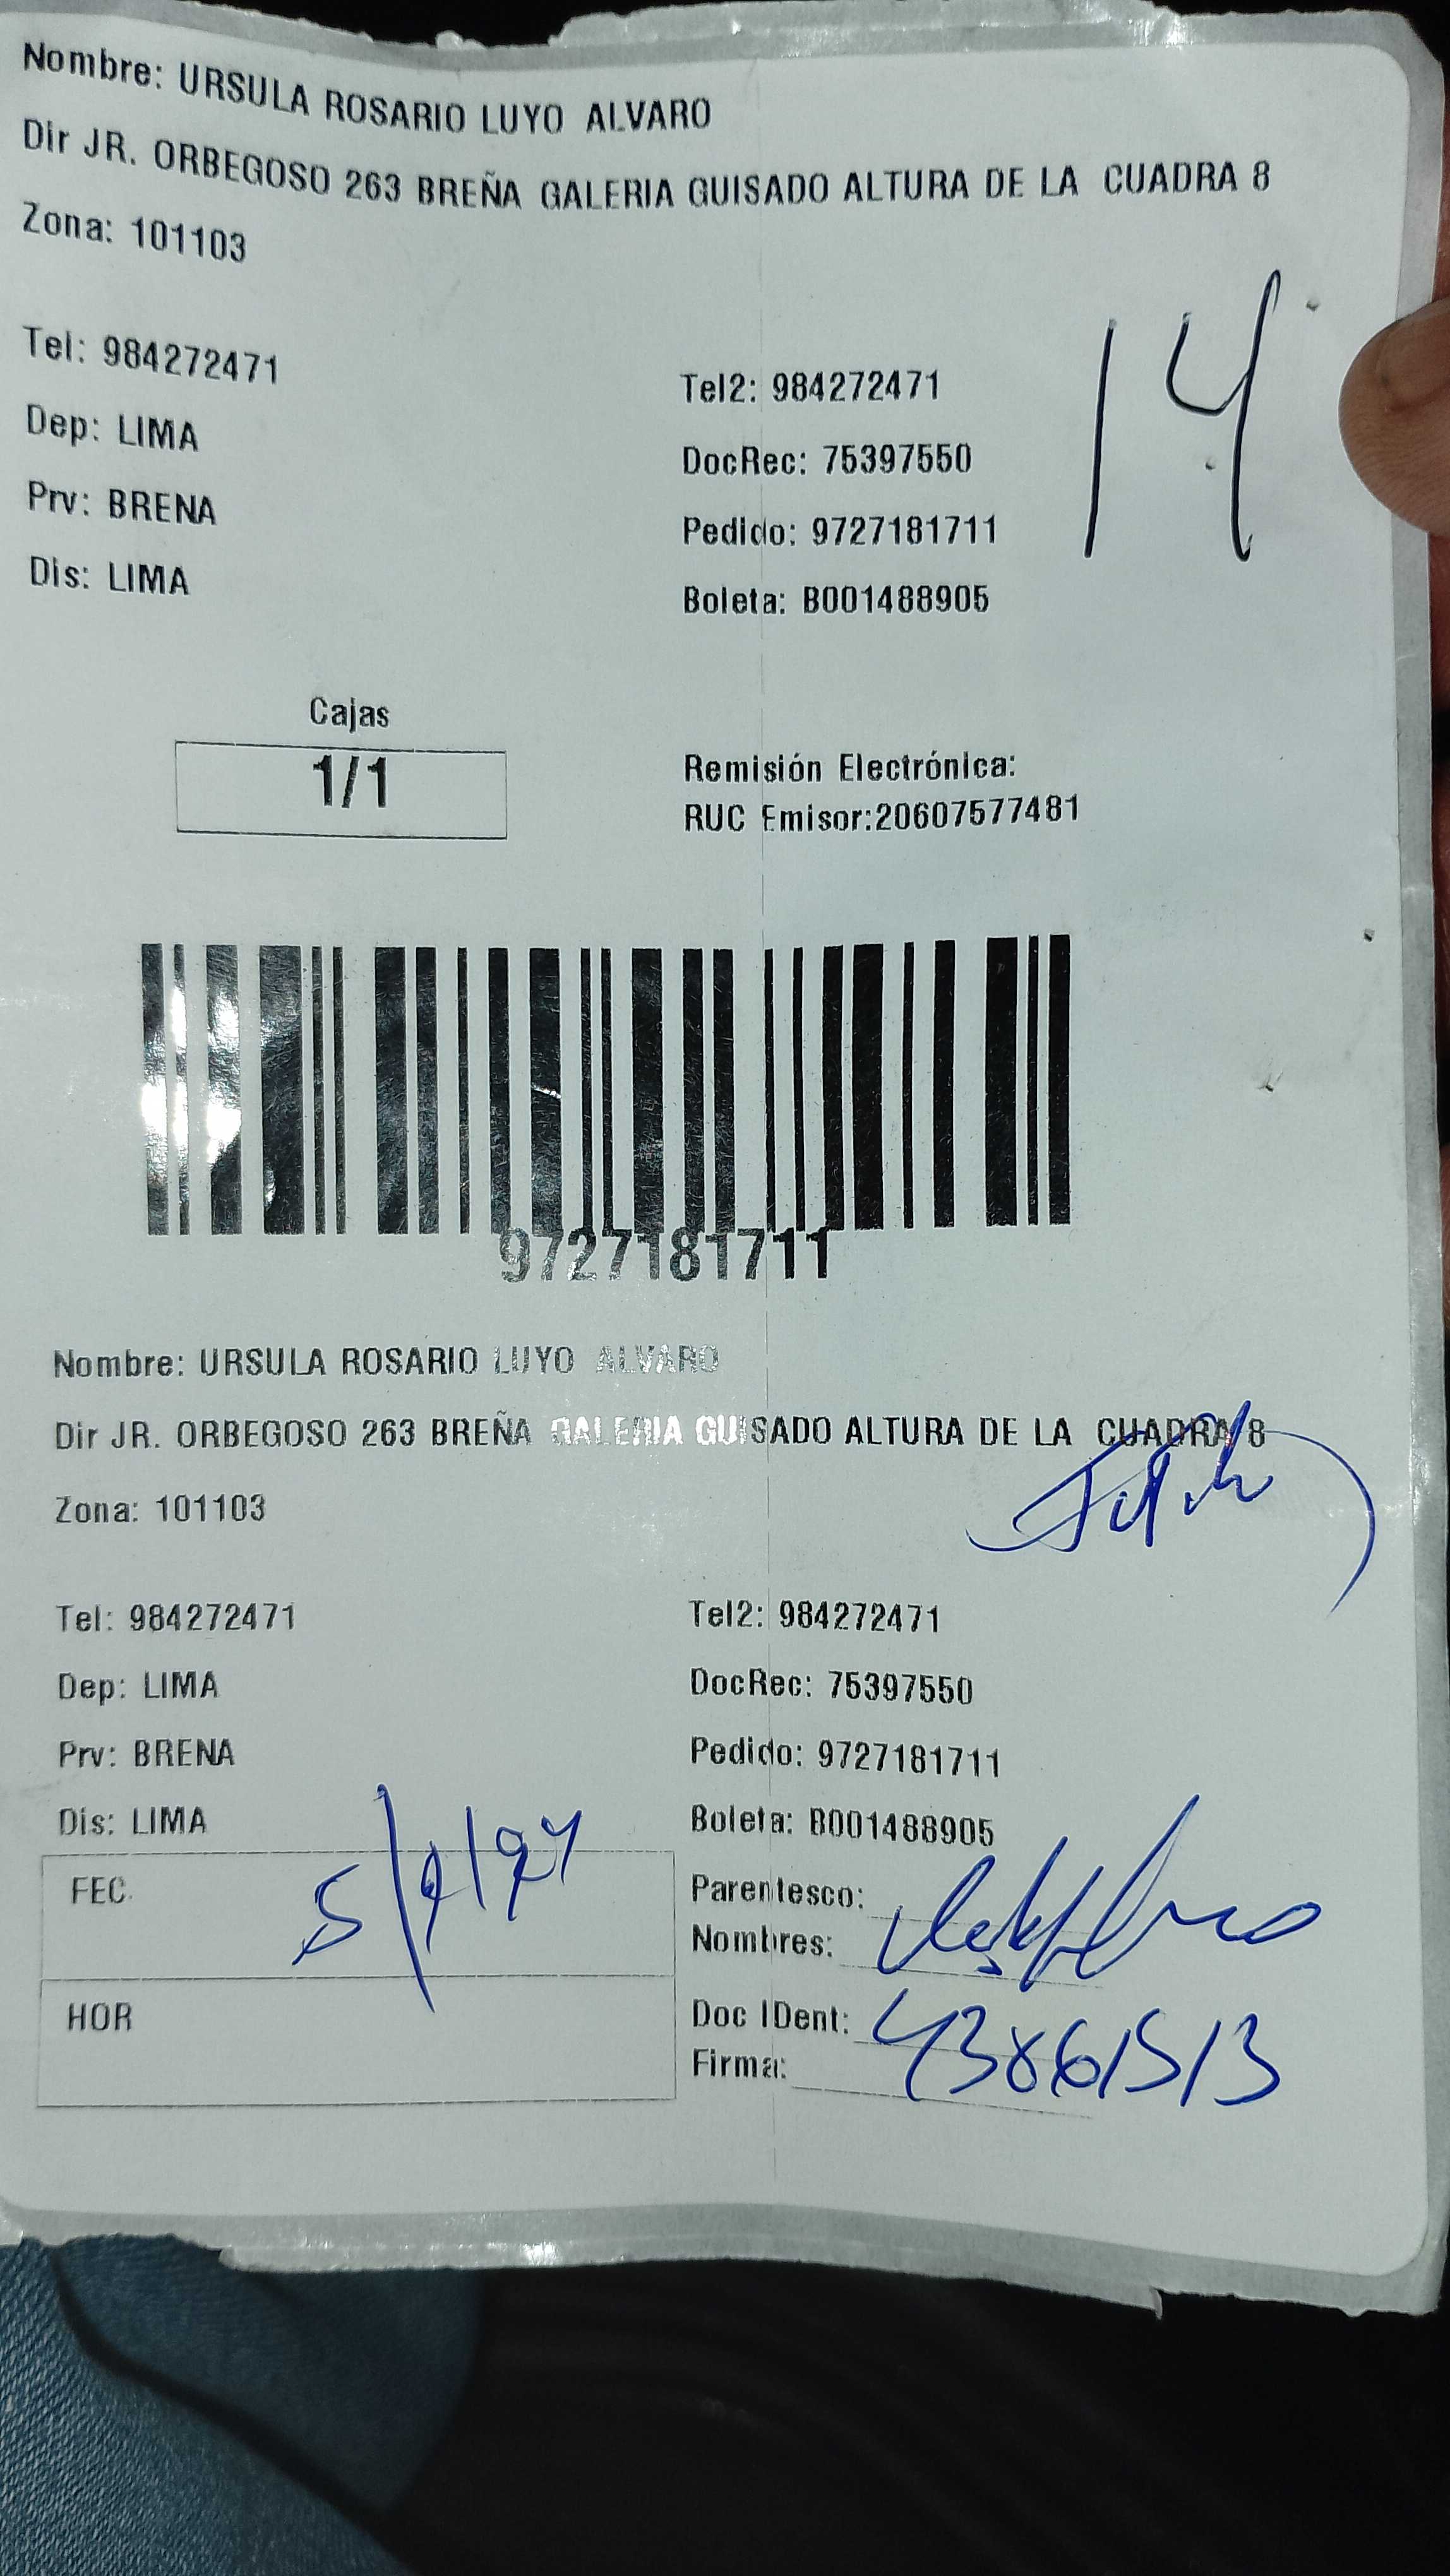 Nombre: URSULA ROSARIO LUYO ALVARO
Dir JR. ORBEGOSO 263 BREÑA GALERIA GUISADO ALTURA DE LA CUADRA 8
Zona: 101103
14
Tel: 984272471
Tel2: 984272471
Dep: LIMA
DocRec: 75397550
Prv: BRENA
Pedido: 9727181711
Dis: LIMA
Boleta: B001488905
Cajas
1/1
Remisión Electrónica:
RUC Emisor:20607577481
9727181711
Nombre: URSULA ROSARIO LUYO ALVARO
Dir JR. ORBEGOSO 263 BREÑA GALERIA GUISADO ALTURA DE LA CUADRA 8
Zona: 101103
Tel: 984272471
Tel2: 984272471
Dep: LIMA
DocRec: 75397550
Prv: BRENA
Pedido: 9727181711
Dis: LIMA
Boleta: B001488905
FEC
Parentesco:
Nombres:
HOR
Doc IDent: 43861513
Firma: